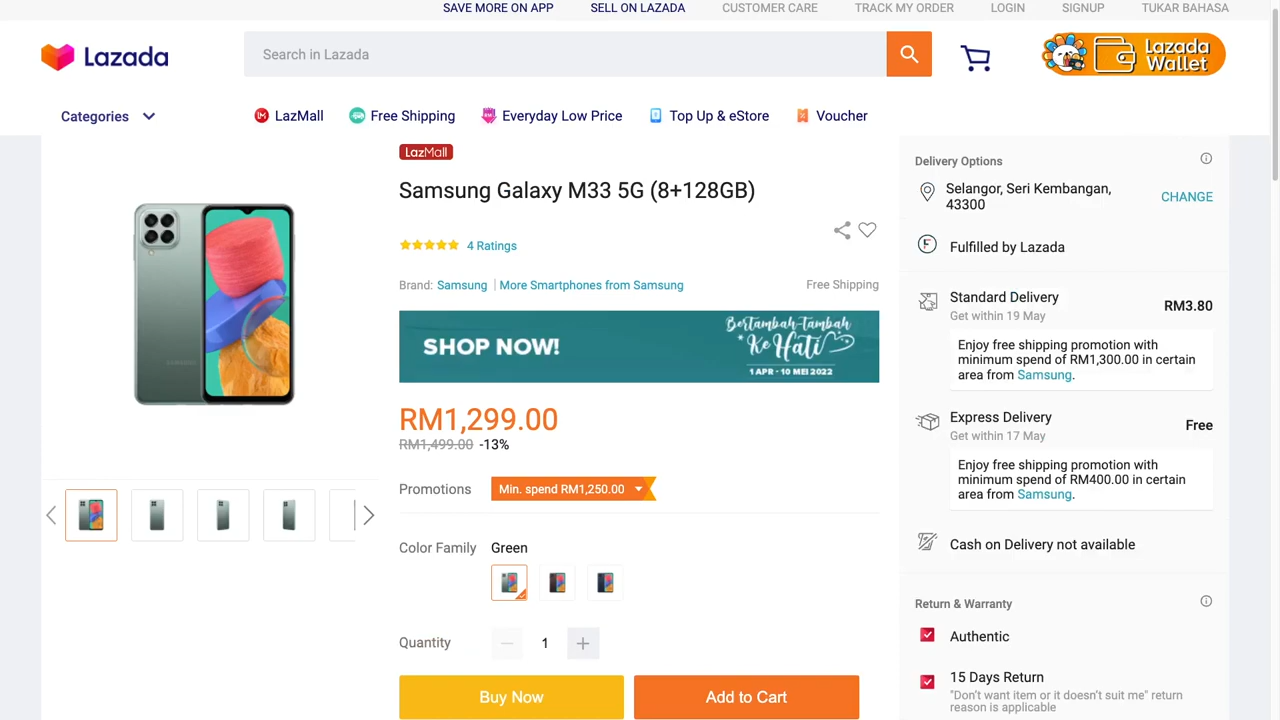 SAVE MORE ON APP SELL ON LAZADA CUSTOMER CARE TRACK MY ORDER LOGIN SIGNUP TUKAR BAHASA
Lazada
Search in Lazada
Lazada
Wallet
Categories LazMall Free Shipping Everyday Low Price Top Up & eStore Voucher
LazMall
Samsung Galaxy M33 5G (8+128GB)
4 Ratings
Brand: Samsung | More Smartphones from Samsung Free Shipping
SHOP NOW!
Bertambah-tambah
Ke Hati
1 APR - 10 MEI 2022
RM1,299.00
RM1,499.00 -13%
Promotions Min. spend RM1,250.00
Color Family Green
Quantity 1
Buy Now Add to Cart
Delivery Options
Selangor, Seri Kembangan,
43300
CHANGE
Fulfilled by Lazada
Standard Delivery RM3.80
Get within 19 May
Enjoy free shipping promotion with
minimum spend of RM1,300.00 in certain
area from Samsung.
Express Delivery Free
Get within 17 May
Enjoy free shipping promotion with
minimum spend of RM400.00 in certain
area from Samsung.
Cash on Delivery not available
Return & Warranty
Authentic
15 Days Return
"Don't want item or it doesn't suit me" return
reason is applicable